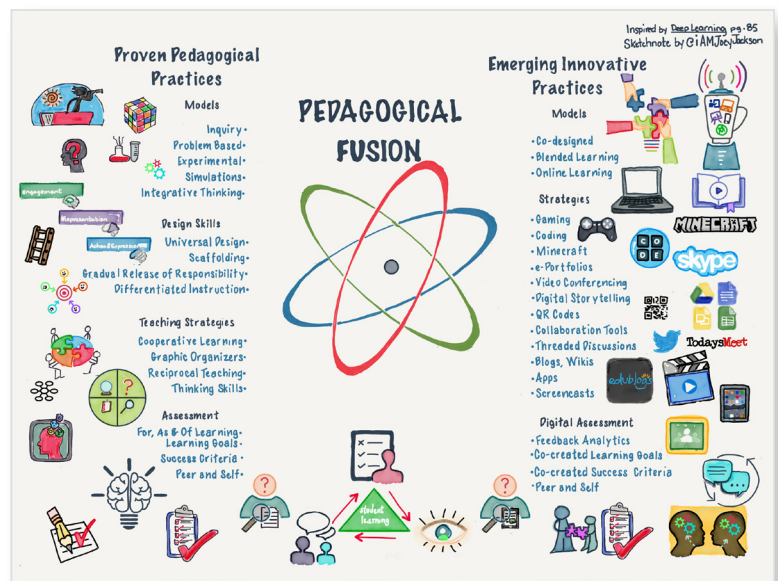 Inspired by Deep Learning pg. 85
Sketchnote by @iAMJoeyJackson
PEDAGOGICAL
FUSION
Proven Pedagogical
Practices
Models
Inquiry•
Problem Based•
Experimental•
Simulations•
Integrative Thinking•
Engagement
Representation
Action & Expression
Design Skills
Universal Design•
Scaffolding•
Gradual Release of Responsibility•
Differentiated Instruction•
Teaching Strategies
Cooperative Learning•
Graphic Organizers•
Reciprocal Teaching•
Thinking Skills•
Assessment
For, As & Of Learning•
Learning Goals•
Success Criteria •
Peer and Self•
Emerging Innovative
Practices
Models
•Co-designed
•Blended Learning
•Online Learning
Strategies
•Gaming
•Coding
•Minecraft
•e-Portfolios
•Video Conferencing
•Digital Storytelling
•QR Codes
•Collaboration Tools
•Threaded Discussions
•Blogs, Wikis
•Apps
•Screencasts
MINECRAFT
CO
DE
skype
TodaysMeet
edublogs
Digital Assessment
•Feedback Analytics
•Co-created Learning Goals
•Co-created Success Criteria
•Peer and Self
student
learning